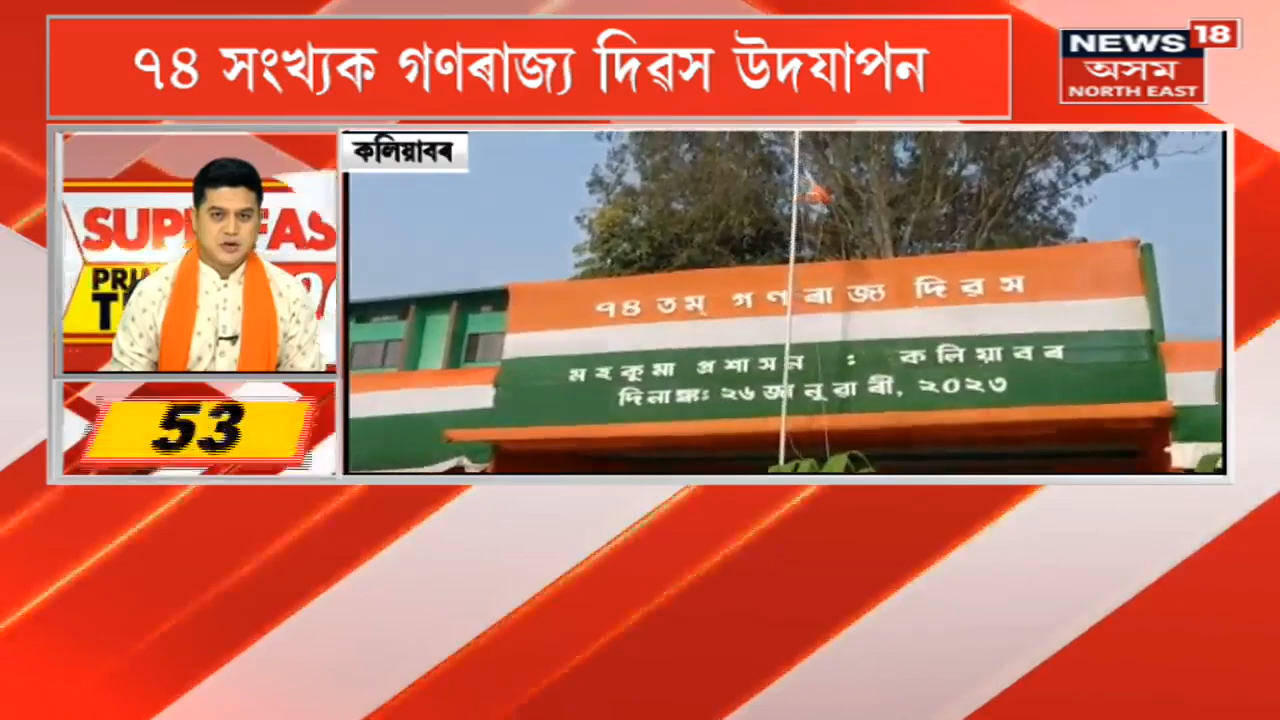 ৭৪ সংখ্যক গণৰাজ্য দিৱস উদযাপন
NEWS 18
অসম
NORTH EAST
কলিয়াবৰ
৭৪ তম্ গণৰাজ্য দিৱস
মহকুমা প্ৰশাসন : কলিয়াবৰ
দিনাঙ্কঃ ২৬ জানুৱাৰী, ২০২৩
53